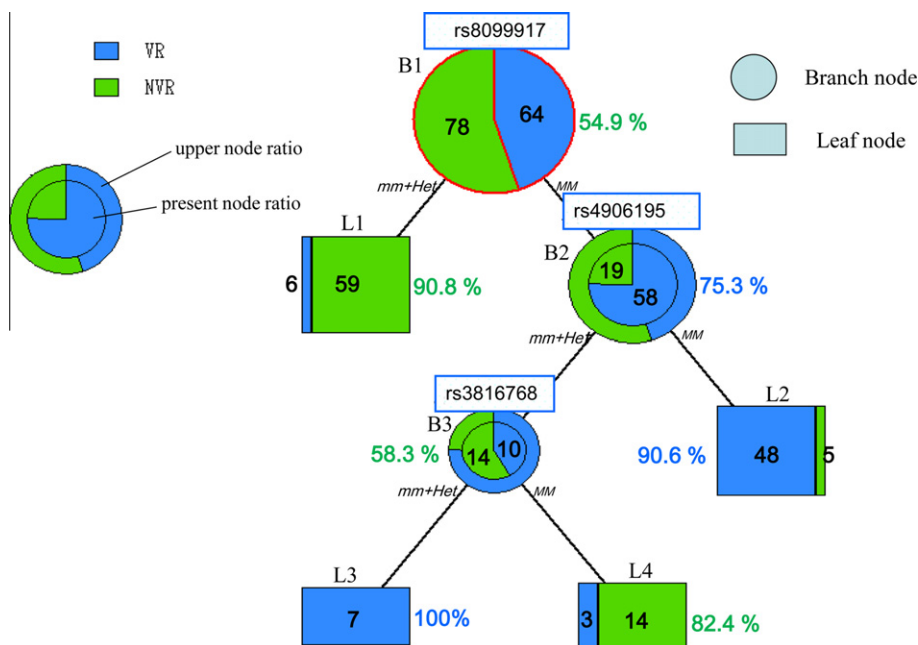 rs8099917
VR
NVR
B1
78
64
54.9 %
Branch node
Leaf node
upper node ratio
present node ratio
mm+Het
MM
rs4906195
L1
6
59
90.8 %
B2
19
58
75.3 %
mm+Het
MM
rs3816768
B3
14
10
58.3 %
L2
90.6 %
48
5
mm+Het
MM
L3
7
100%
L4
3
14
82.4 %